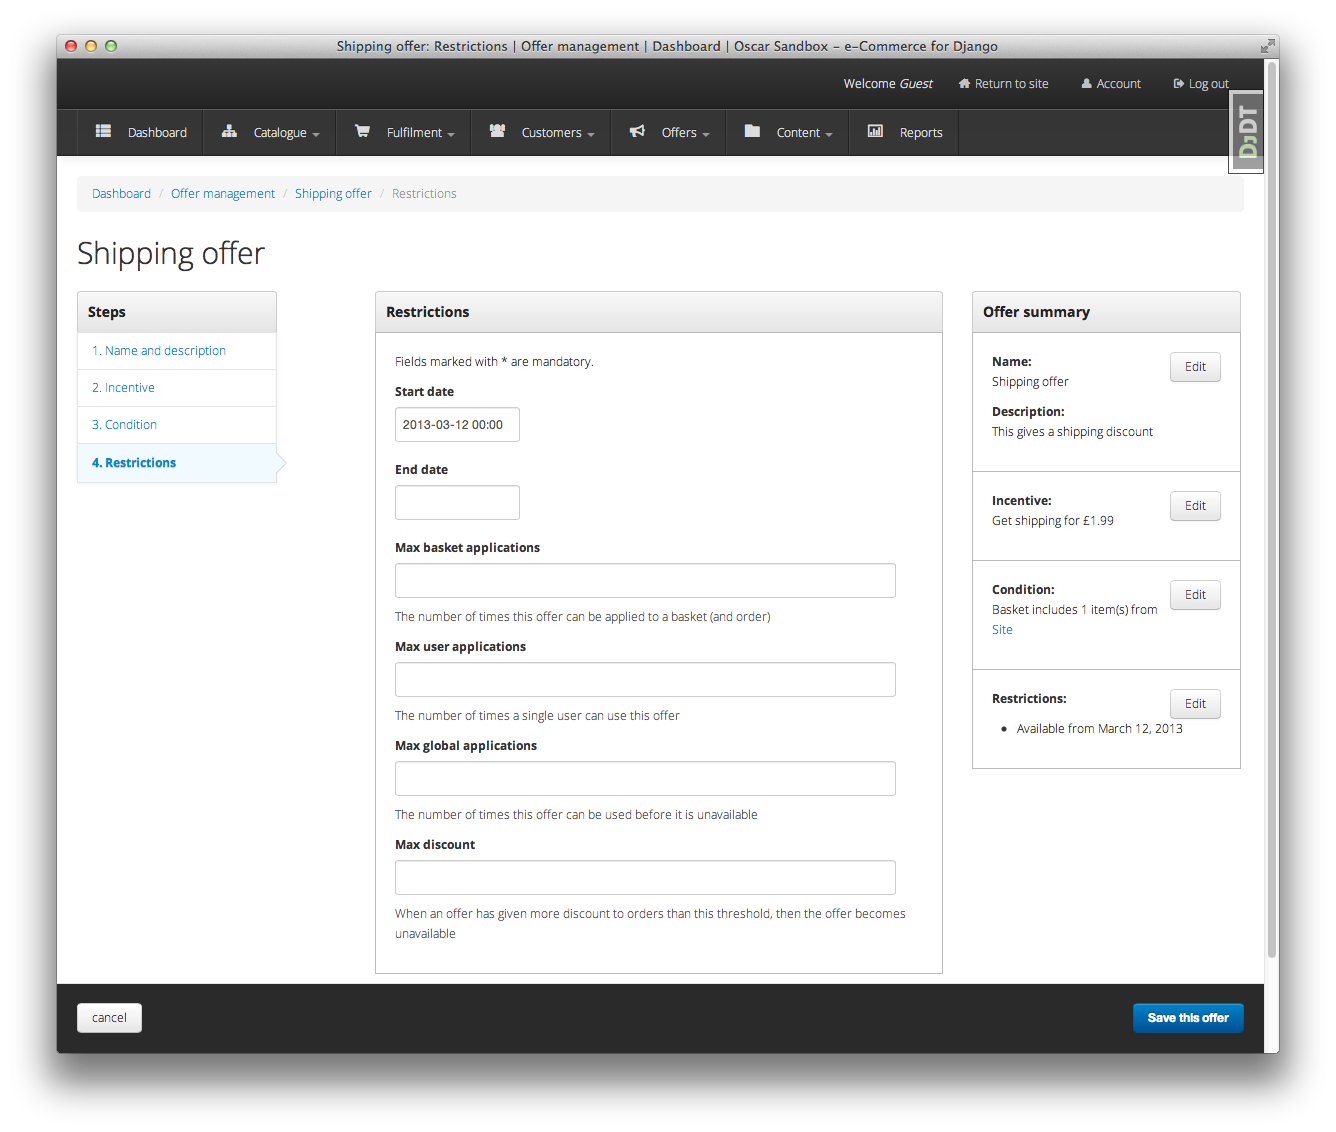 Shipping offer: Restrictions | Offer management | Dashboard | Oscar Sandbox – e-Commerce for Django
Welcome Guest Return to site Account Log out
DJDT
Dashboard Catalogue Fulfilment Customers Offers Content Reports
Dashboard / Offer management / Shipping offer / Restrictions
Shipping offer
Steps
1. Name and description
2. Incentive
3. Condition
4. Restrictions
Restrictions
Fields marked with * are mandatory.
Start date
2013-03-12 00:00
End date
Max basket applications
The number of times this offer can be applied to a basket (and order)
Max user applications
The number of times a single user can use this offer
Max global applications
The number of times this offer can be used before it is unavailable
Max discount
When an offer has given more discount to orders than this threshold, then the offer becomes
unavailable
Offer summary
Name:
Edit
Shipping offer
Description:
This gives a shipping discount
Incentive:
Edit
Get shipping for £1.99
Condition:
Edit
Basket includes 1 item(s) from
Site
Restrictions:
Edit
• Available from March 12, 2013
cancel
Save this offer